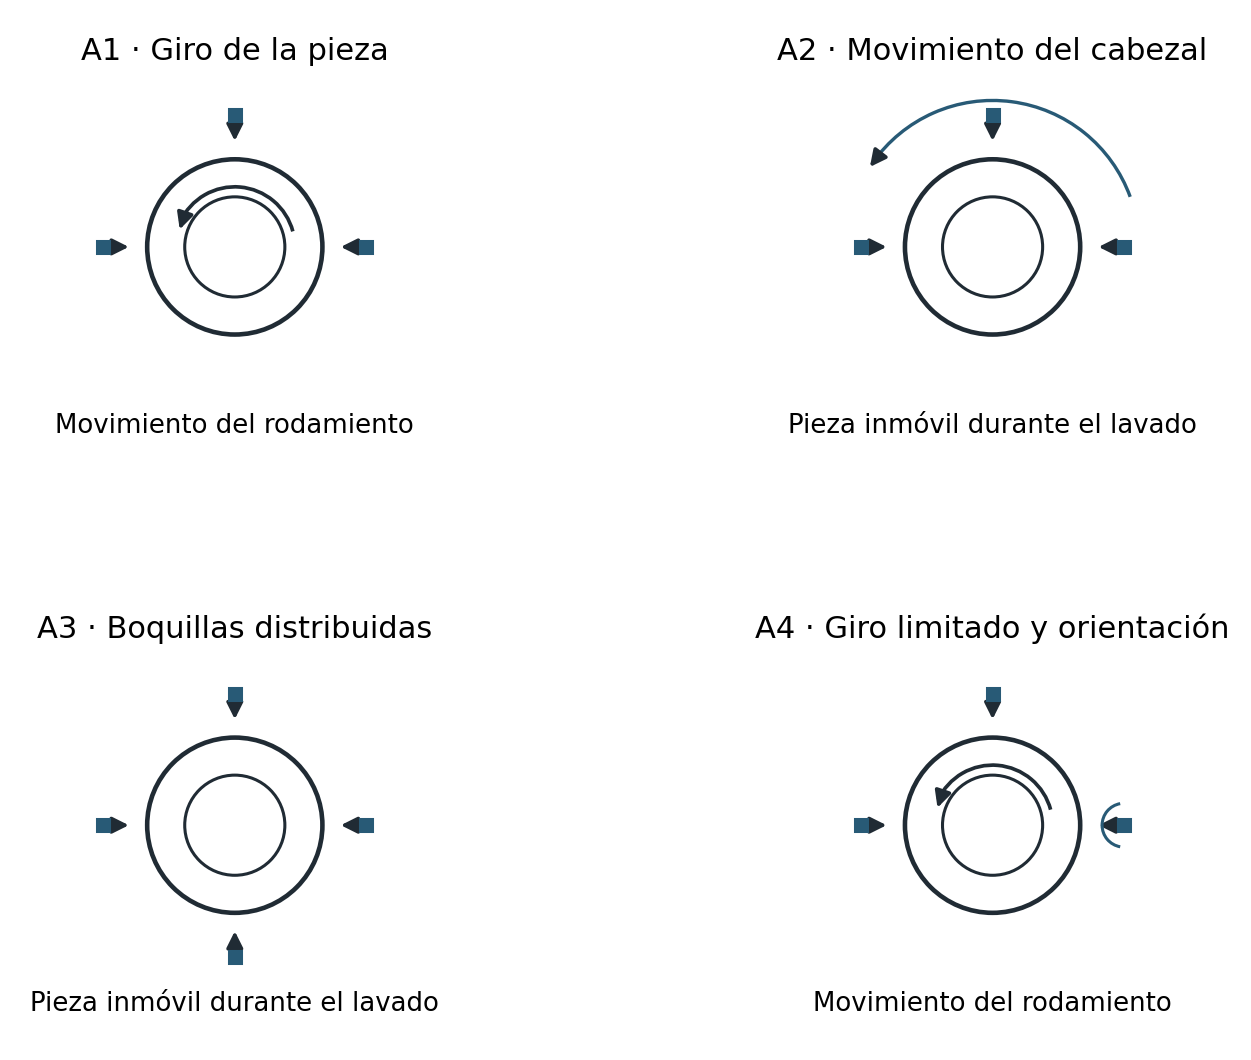 A1 · Giro de la pieza
A2 · Movimiento del cabezal
Movimiento del rodamiento
Pieza inmóvil durante el lavado
A3 · Boquillas distribuidas
A4 · Giro limitado y orientación
Pieza inmóvil durante el lavado
Movimiento del rodamiento